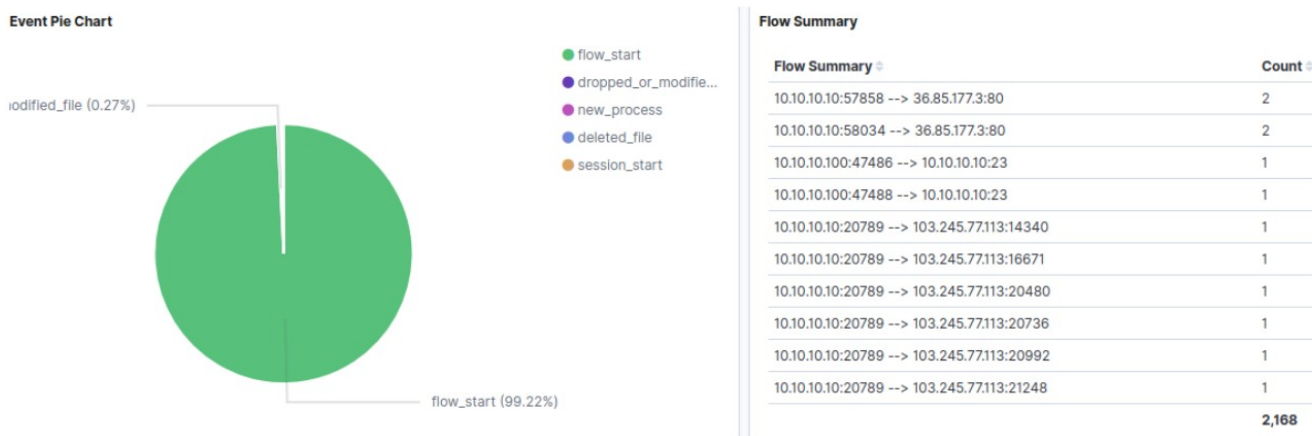 Event Pie Chart
flow_start
dropped_or_modifie...
new_process
deleted_file
session_start
odified_file (0.27%)
flow_start (99.22%)
Flow Summary
Flow Summary Count
10.10.10.10:57858 --> 36.85.177.3:80 2
10.10.10.10:58034 --> 36.85.177.3:80 2
10.10.10.100:47486 --> 10.10.10.10:23 1
10.10.10.100:47488 --> 10.10.10.10:23 1
10.10.10.10:20789 --> 103.245.77.113:14340 1
10.10.10.10:20789 --> 103.245.77.113:16671 1
10.10.10.10:20789 --> 103.245.77.113:20480 1
10.10.10.10:20789 --> 103.245.77.113:20736 1
10.10.10.10:20789 --> 103.245.77.113:20992 1
10.10.10.10:20789 --> 103.245.77.113:21248 1
2,168